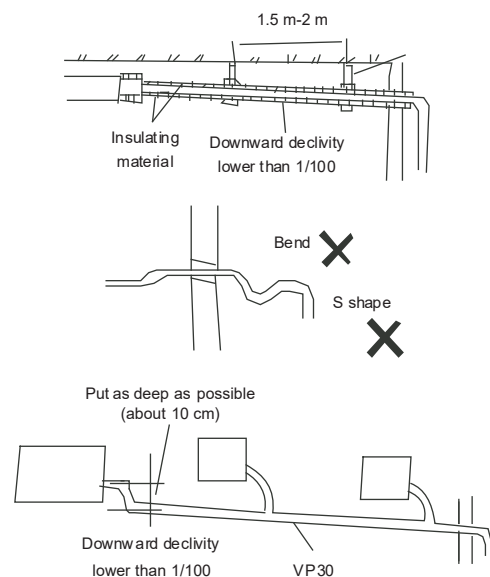 1.5 m-2 m
Insulating
material
Downward declivity
lower than 1/100
Bend
S shape
Put as deep as possible
(about 10 cm)
Downward declivity
lower than 1/100
VP30